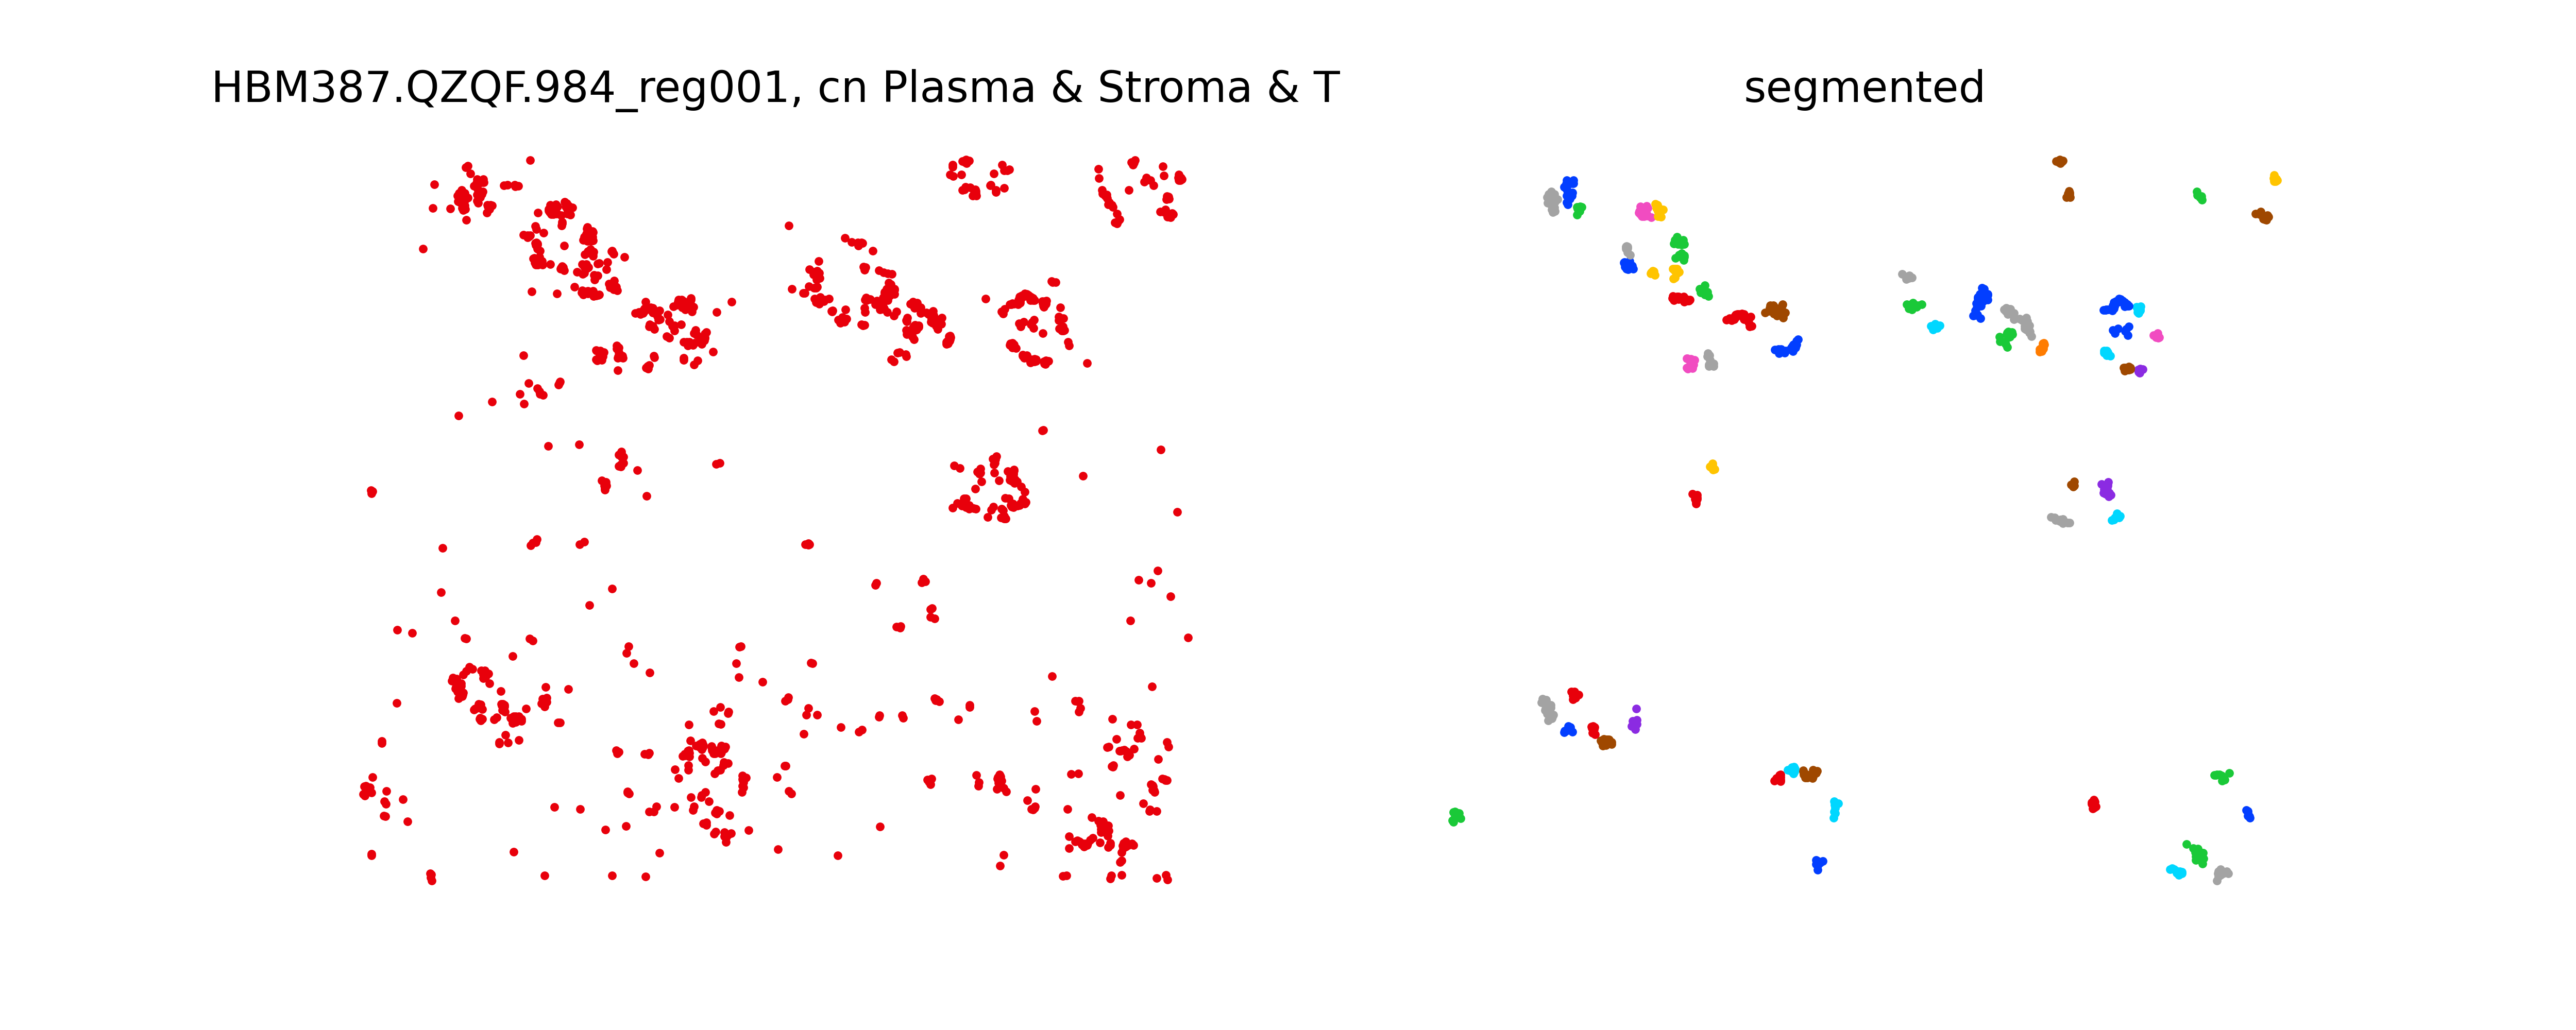 HBM387.QZQF.984_reg001, cn Plasma & Stroma & T
segmented